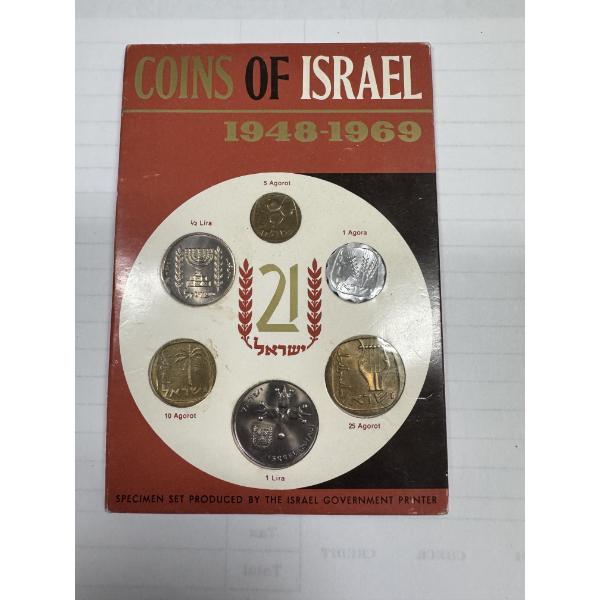 COINS OF ISRAEL
1948-1969
5 Agorot
½ Lira
1 Agora
21
ישראל
10 Agorot
25 Agorot
1 Lira
SPECIMEN SET PRODUCED BY THE ISRAEL GOVERNMENT PRINTER